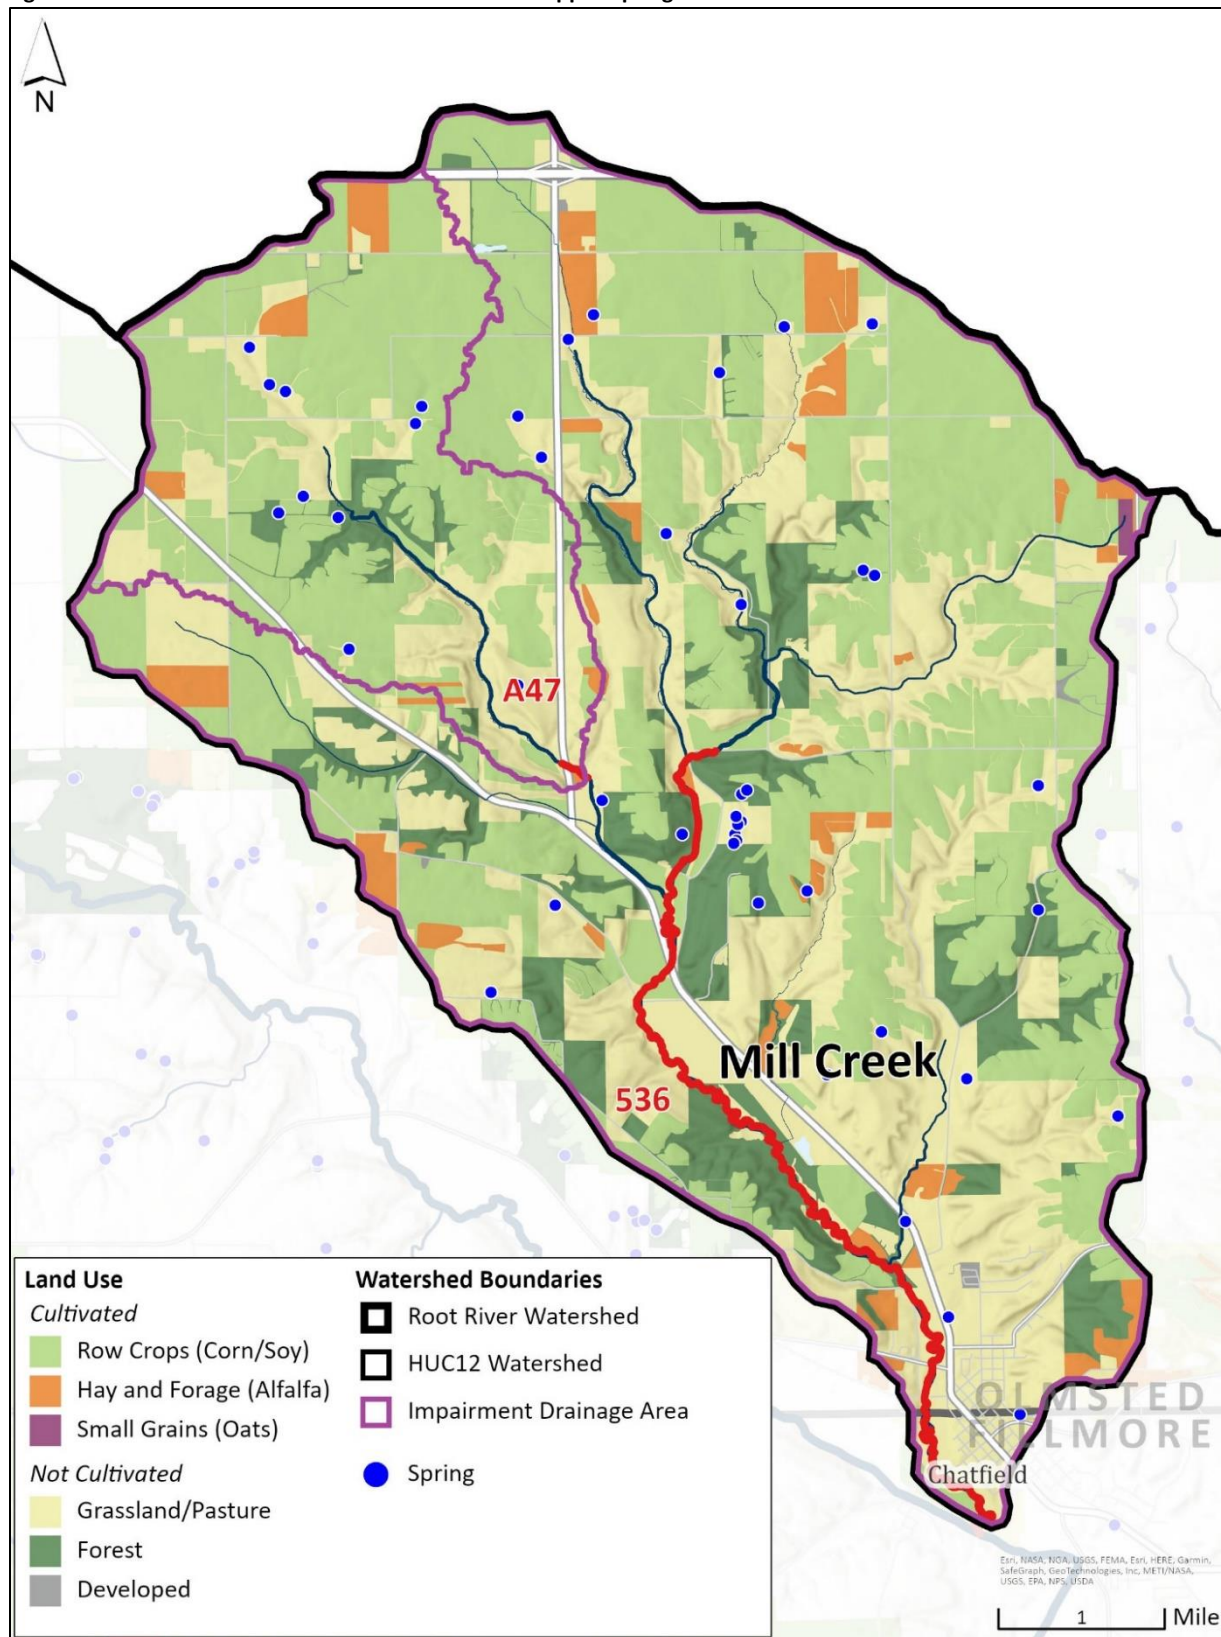 N
A47
Mill Creek
536
OLMSTED
FILLMORE
Chatfield
Land Use
Cultivated
Row Crops (Corn/Soy)
Hay and Forage (Alfalfa)
Small Grains (Oats)
Not Cultivated
Grassland/Pasture
Forest
Developed
Watershed Boundaries
Root River Watershed
HUC12 Watershed
Impairment Drainage Area
Spring
Esri, NASA, NGA, USGS, FEMA, Esri, HERE, Garmin,
SafeGraph, GeoTechnologies, Inc, METI/NASA,
USGS, EPA, NPS, USDA
1 Mile